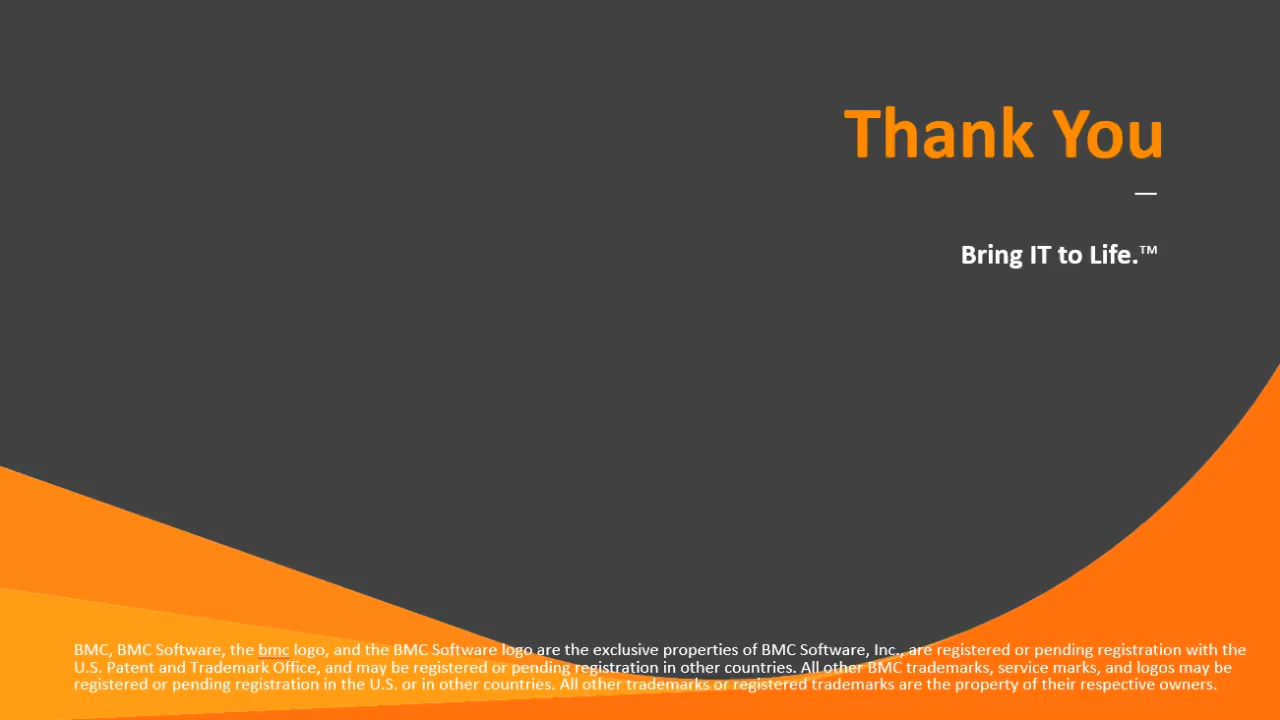 Thank You
—
Bring IT to Life.™
BMC, BMC Software, the bmc logo, and the BMC Software logo are the exclusive properties of BMC Software, Inc., are registered or pending registration with the
U.S. Patent and Trademark Office, and may be registered or pending registration in other countries. All other BMC trademarks, service marks, and logos may be
registered or pending registration in the U.S. or in other countries. All other trademarks or registered trademarks are the property of their respective owners.